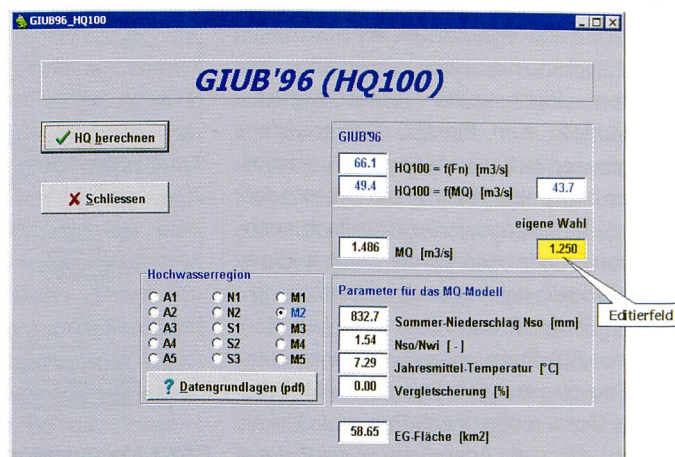 GIUB96_HQ100
GIUB'96 (HQ100)
HQ berechnen
Schliessen
GIUB'96
66.1 HQ100 = f(Fn) [m3/s]
49.4 HQ100 = f(MQ) [m3/s] 43.7
eigene Wahl
1.486 MQ [m3/s] 1.250
Editierfeld
Hochwasserregion
A1 N1 M1
A2 N2 M2
A3 S1 M3
A4 S2 M4
A5 S3 M5
? Datengrundlagen (pdf)
Parameter für das MQ-Modell
832.7 Sommer-Niederschlag Nso [mm]
1.54 Nso/Nwi [ - ]
7.29 Jahresmittel-Temperatur [°C]
0.00 Vergletscherung [%]
58.65 EG-Fläche [km2]